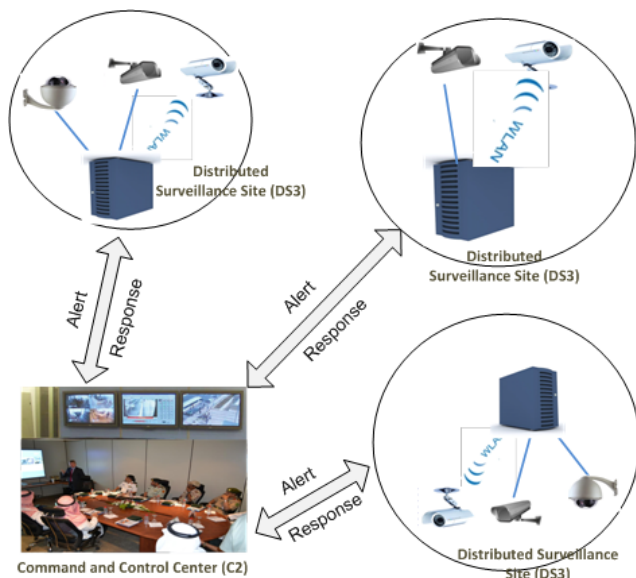 WLAN
Distributed
Surveillance Site (DS3)
WLAN
Distributed
Surveillance Site (DS3)
Alert
Response
Alert
Response
WLAN
Alert
Response
Command and Control Center (C2)
Distributed Surveillance
Site (DS3)